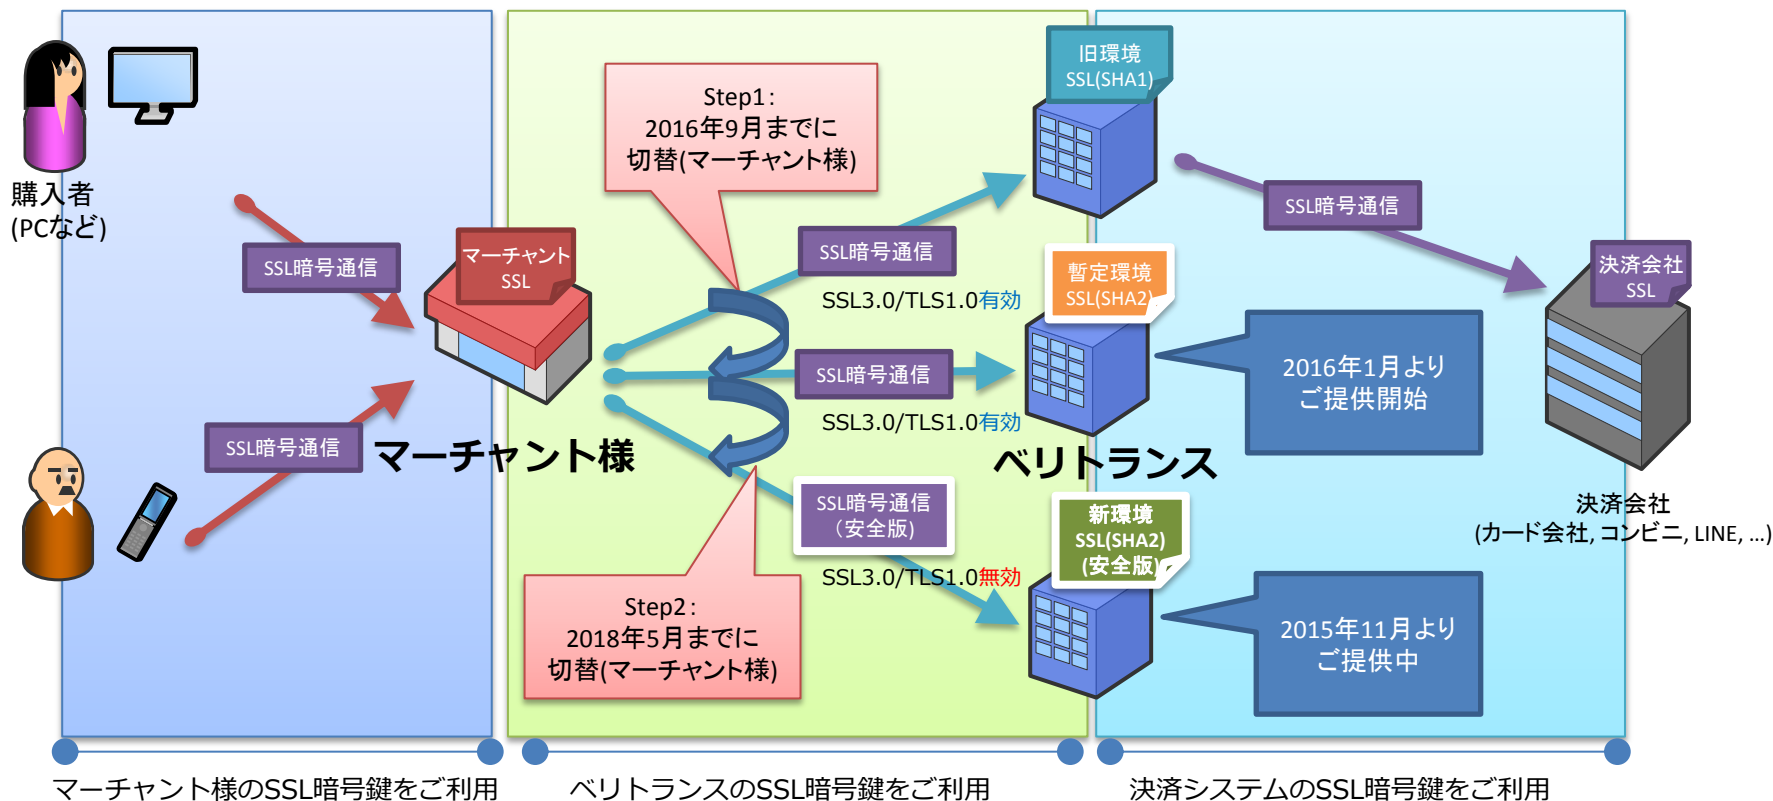 購入者
(PCなど)
SSL暗号通信
SSL暗号通信
マーチャント
SSL
マーチャント様
Step1:
2016年9月までに
切替(マーチャント様)
SSL暗号通信
SSL3.0/TLS1.0有効
SSL暗号通信
SSL3.0/TLS1.0有効
SSL暗号通信
(安全版)
SSL3.0/TLS1.0無効
Step2:
2018年5月までに
切替(マーチャント様)
旧環境
SSL(SHA1)
暫定環境
SSL(SHA2)
ベリトランス
新環境
SSL(SHA2)
(安全版)
SSL暗号通信
2016年1月より
ご提供開始
2015年11月より
ご提供中
決済会社
SSL
決済会社
(カード会社, コンビニ, LINE, ...)
マーチャント様のSSL暗号鍵をご利用
ベリトランスのSSL暗号鍵をご利用
決済システムのSSL暗号鍵をご利用